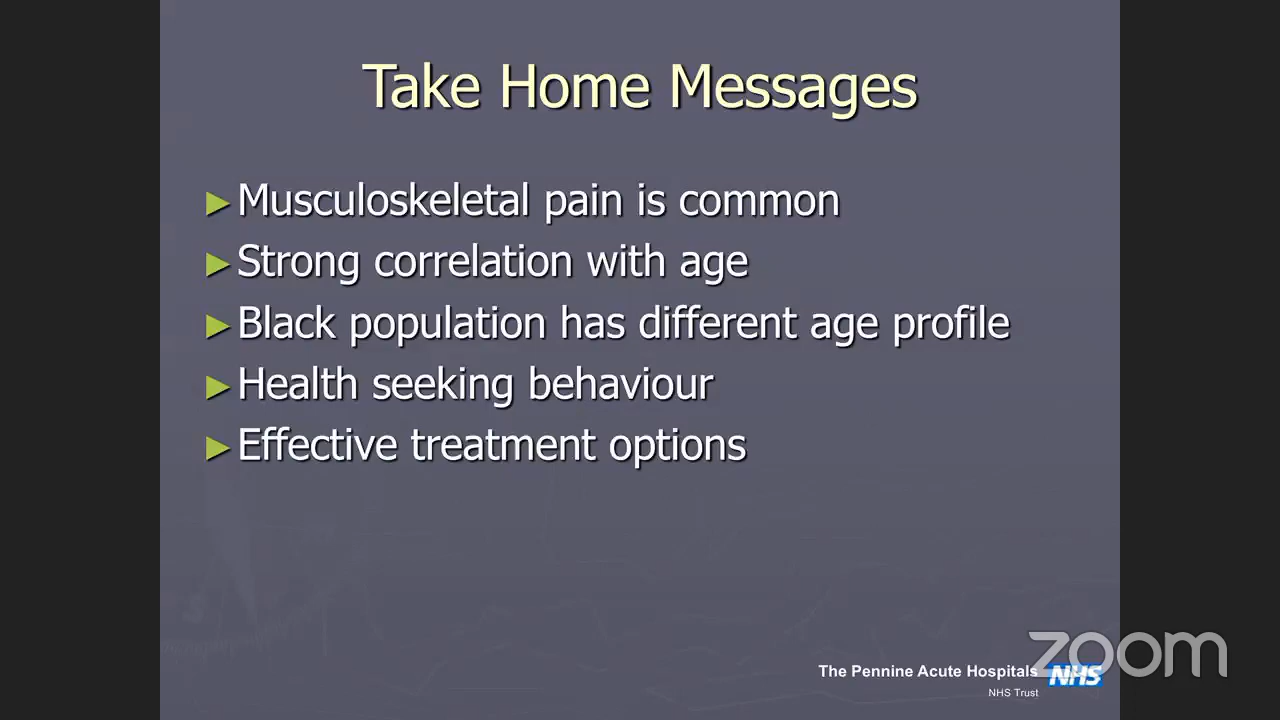 Take Home Messages
►Musculoskeletal pain is common
►Strong correlation with age
►Black population has different age profile
►Health seeking behaviour
►Effective treatment options
zoom
The Pennine Acute Hospitals NHS
NHS Trust